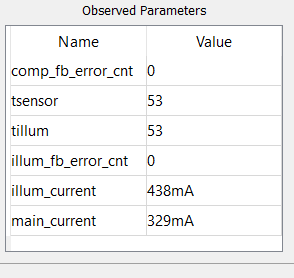 Observed Parameters
Name Value
comp_fb_error_cnt 0
tsensor 53
tillum 53
illum_fb_error_cnt 0
illum_current 438mA
main_current 329mA